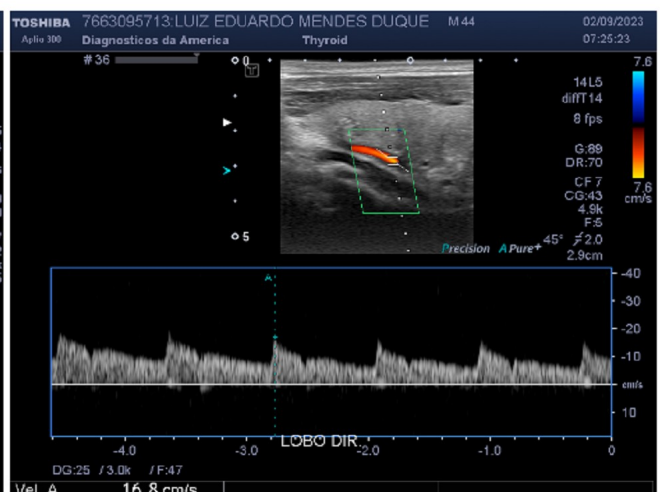 TOSHIBA 7663095713:LUIZ EDUARDO MENDES DUQUE M 44 02/09/2023
Aplio 300 Diagnosticos da America Thyroid 07:25:23
#36 0 7.6
T
14L5
diffT14
8 fps
G:89
DR:70
CF 7 7.6
CG:43 cm/s
4.9k
F:5
5 45° 2.0
Precision APure+ 2.9cm
A -40
-30
-20
-10
cm/s
10
LOBO DIR.
-4.0 -3.0 -2.0 -1.0 0
DG:25 /3.0k /F:47
Vel. A 16.8 cm/s